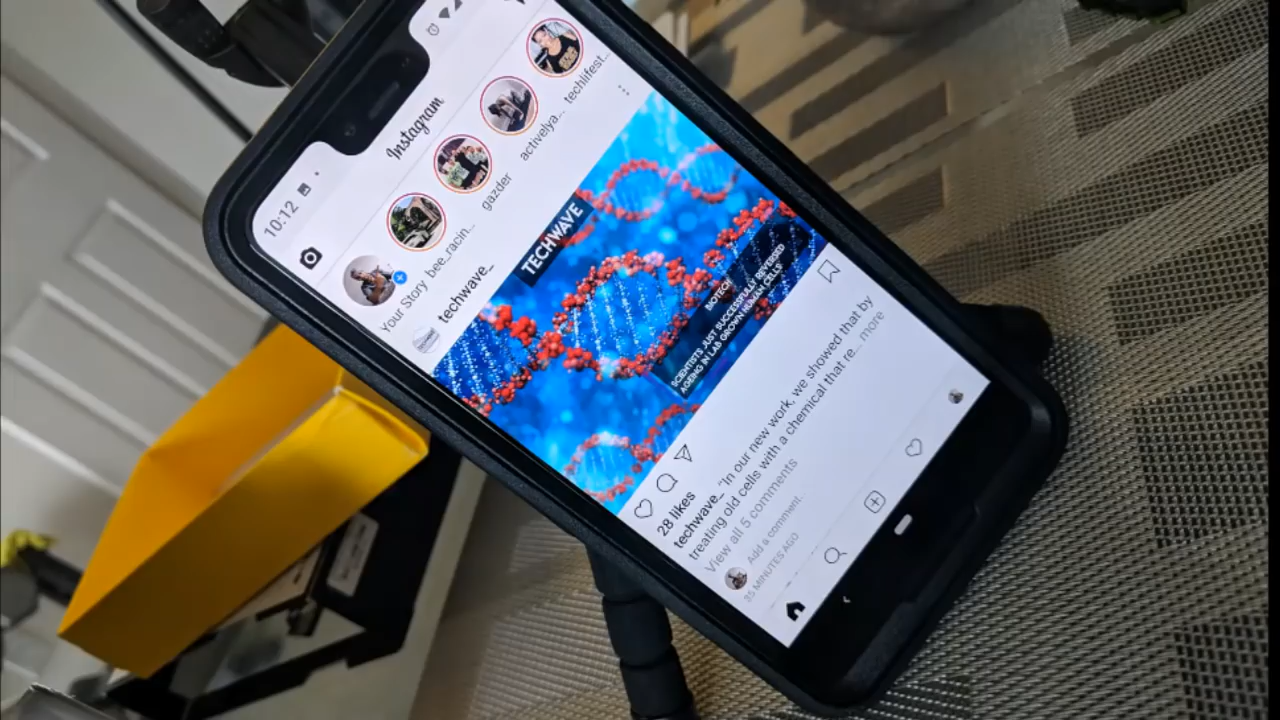 10:12
Instagram
Your Story
bee_racin...
gazder
activelya...
techlifest..
techwave_
TECHWAVE
BIOTECH
SCIENTISTS JUST SUCCESSFULLY REVERSED
AGEING IN LAB GROWN HUMAN CELLS
28 likes
techwave_ "In our new work, we showed that by
treating old cells with a chemical that re... more
View all 5 comments
Add a comment...
35 MINUTES AGO